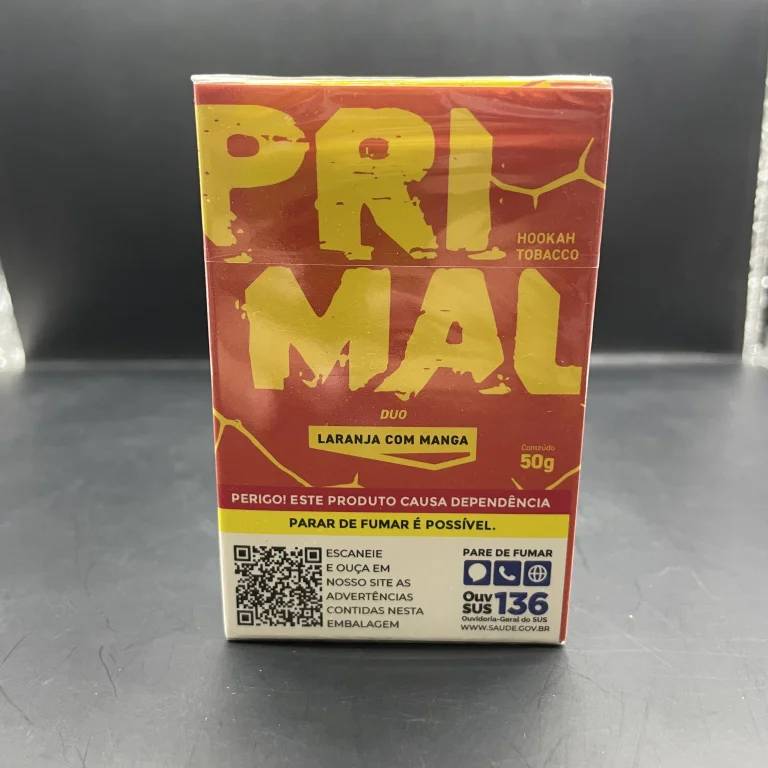 PRI
HOOKAH
TOBACCO
MAL
DUO
LARANJA COM MANGA
Conteúdo
50g
PERIGO! ESTE PRODUTO CAUSA DEPENDÊNCIA
PARAR DE FUMAR É POSSÍVEL.
ESCANEIE
E OUÇA EM
NOSSO SITE AS
ADVERTÊNCIAS
CONTIDAS NESTA
EMBALAGEM
PARE DE FUMAR
Ouv
SUS 136
Ouvidoria-Geral do SUS
WWW.SAUDE.GOV.BR